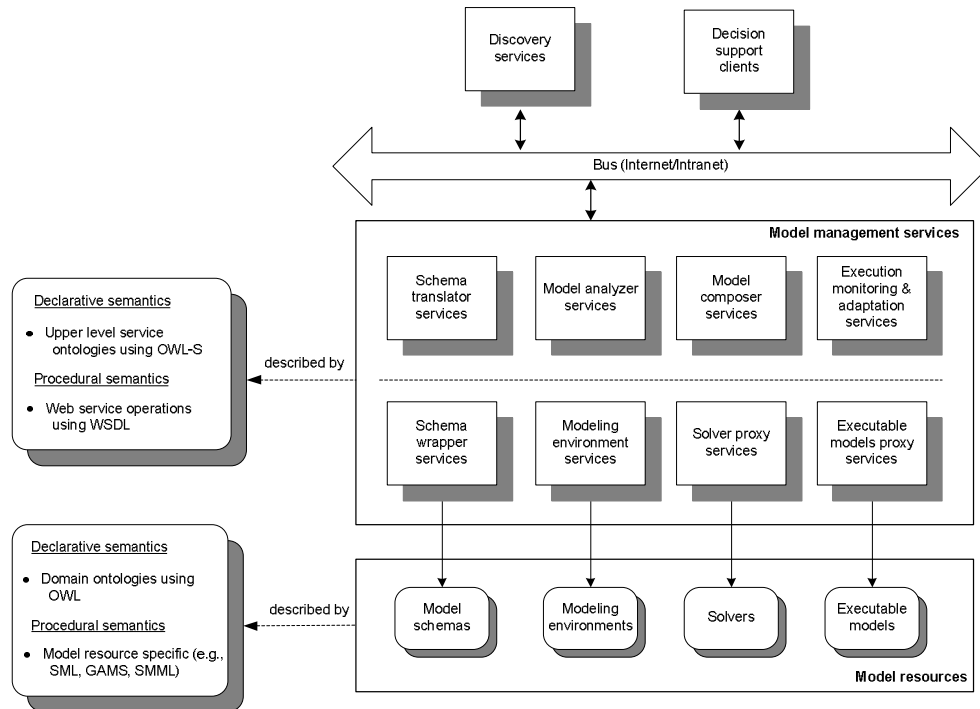 Discovery
services
Decision
support
clients
Bus (Internet/Intranet)
Model management services
Schema
translator
services
Model analyzer
services
Model
composer
services
Execution
monitoring &
adaptation
services
Declarative semantics
• Upper level service
ontologies using OWL-S
Procedural semantics
• Web service operations
using WSDL
described by
Schema
wrapper
services
Modeling
environment
services
Solver proxy
services
Executable
models proxy
services
Declarative semantics
• Domain ontologies using
OWL
Procedural semantics
• Model resource specific (e.g.,
SML, GAMS, SMML)
described by
Model
schemas
Modeling
environments
Solvers
Executable
models
Model resources